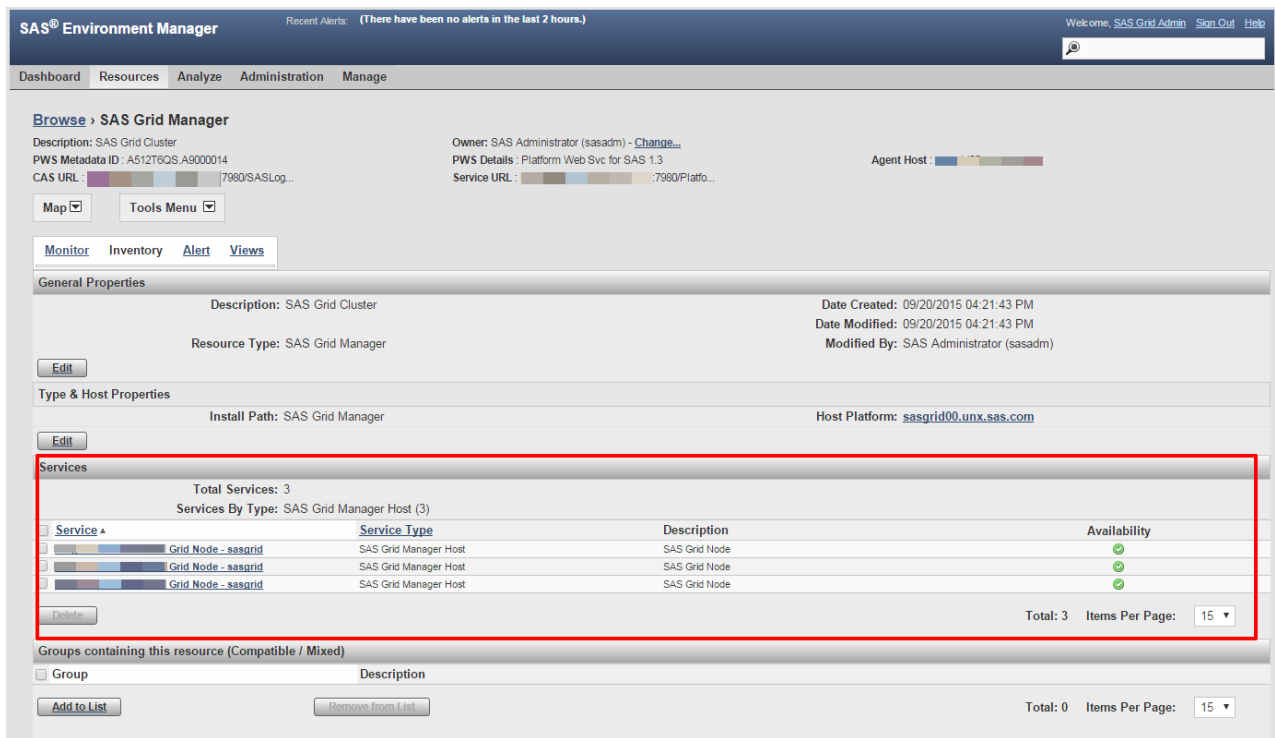 SAS® Environment Manager
Recent Alerts: (There have been no alerts in the last 2 hours.)
Welcome, SAS Grid Admin Sign Out Help
Dashboard Resources Analyze Administration Manage
Browse › SAS Grid Manager
Description: SAS Grid Cluster Owner: SAS Administrator (sasadm) - Change...
PWS Metadata ID : A512T6QS.A9000014 PWS Details : Platform Web Svc for SAS 1.3 Agent Host :
CAS URL : 7980/SASLog... Service URL : :7980/Platfo...
Map Tools Menu
Monitor Inventory Alert Views
General Properties
Description: SAS Grid Cluster Date Created: 09/20/2015 04:21:43 PM
Date Modified: 09/20/2015 04:21:43 PM
Resource Type: SAS Grid Manager Modified By: SAS Administrator (sasadm)
Edit
Type & Host Properties
Install Path: SAS Grid Manager Host Platform: sasgrid00.unx.sas.com
Edit
Services
Total Services: 3
Services By Type: SAS Grid Manager Host (3)
Service Service Type Description Availability
Grid Node - sasgrid SAS Grid Manager Host SAS Grid Node
Grid Node - sasgrid SAS Grid Manager Host SAS Grid Node
Grid Node - sasgrid SAS Grid Manager Host SAS Grid Node
Delete Total: 3 Items Per Page: 15
Groups containing this resource (Compatible / Mixed)
Group Description
Add to List Remove from List Total: 0 Items Per Page: 15